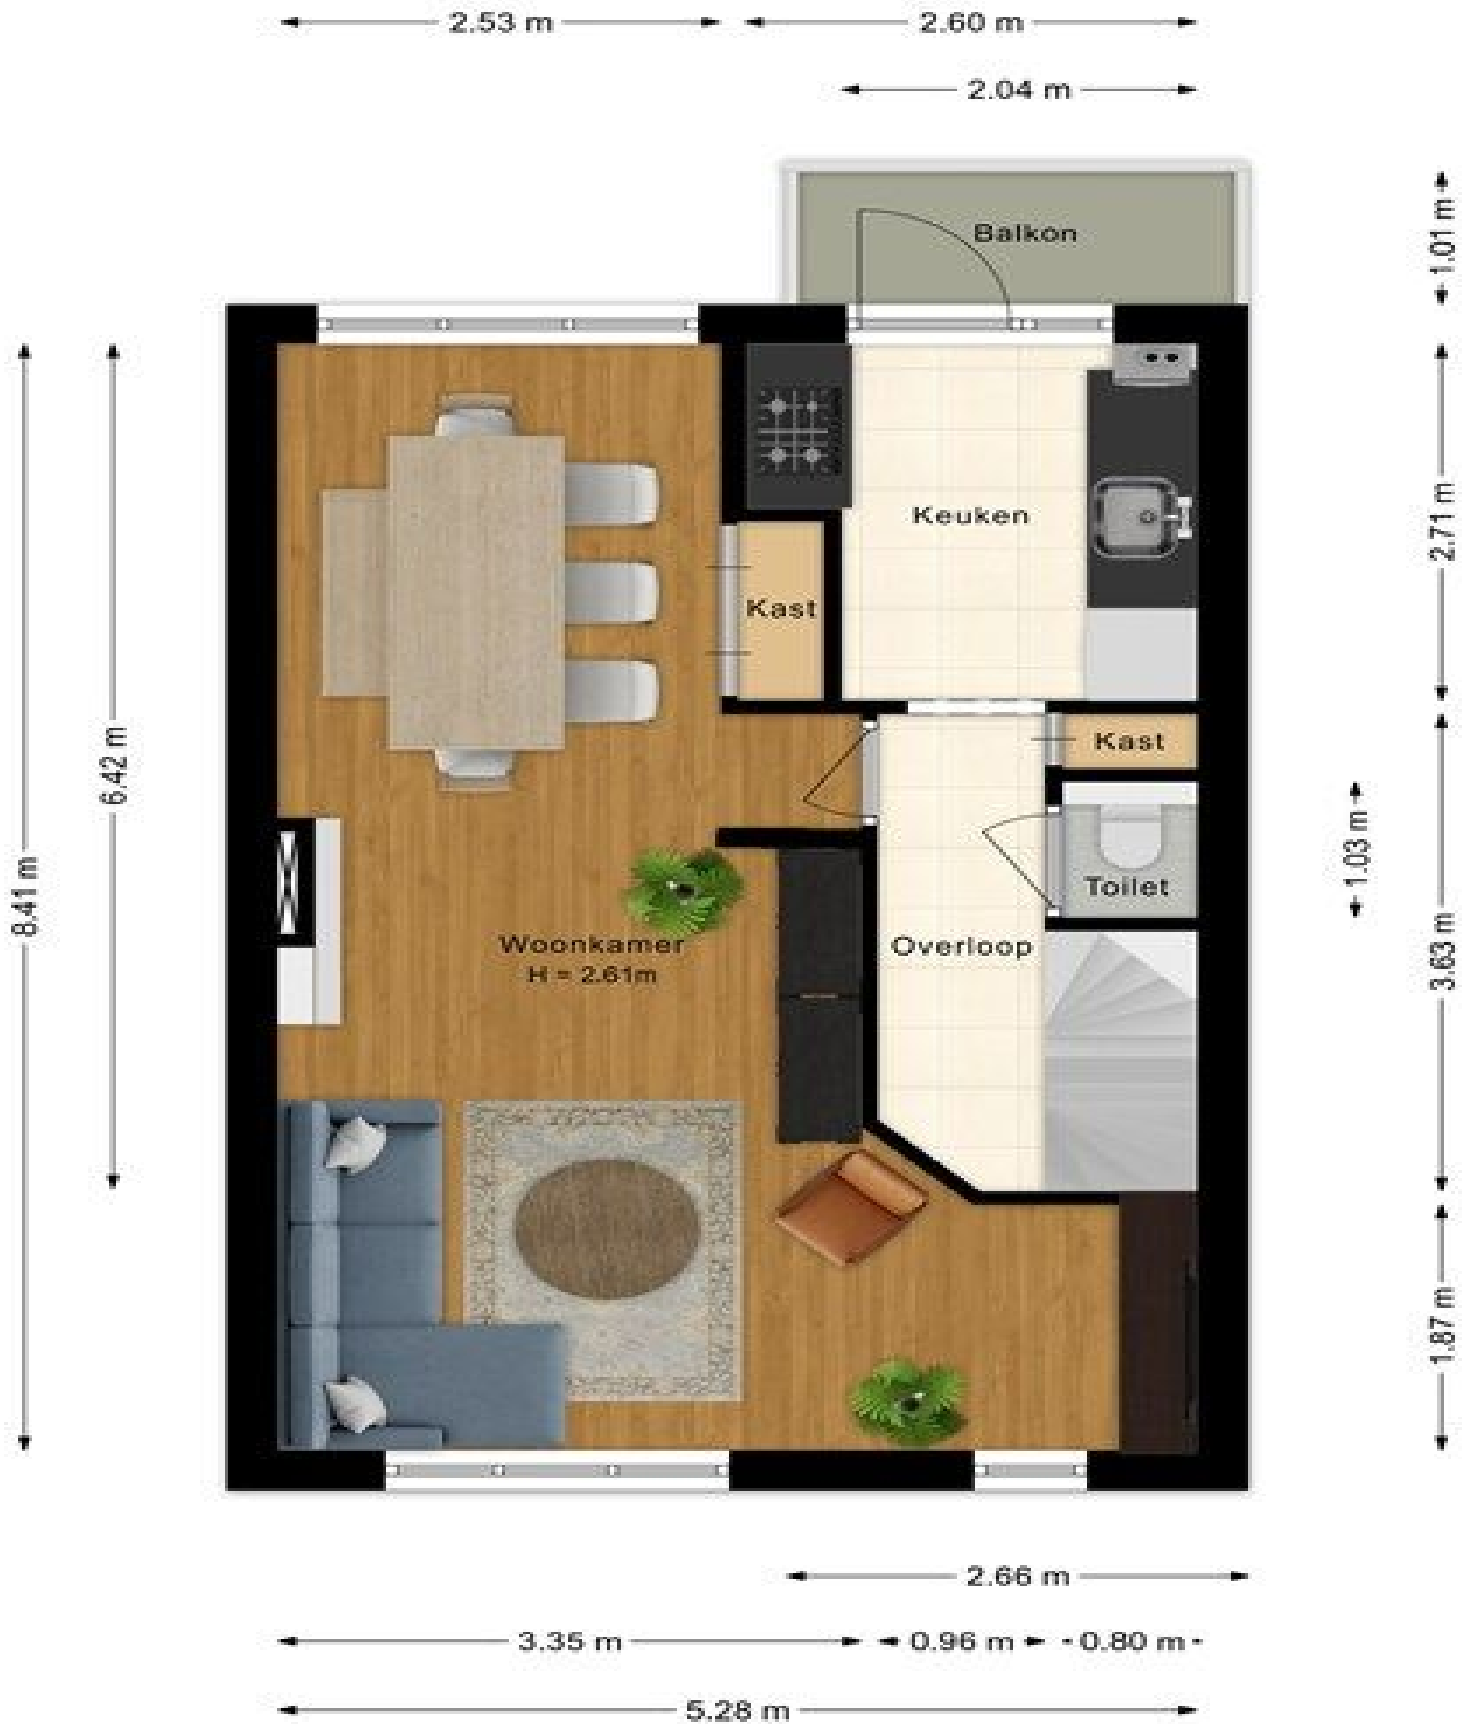 2.53 m
2.60 m
2.04 m
Balkon
1.01 m
Keuken
2.71 m
Kast
Kast
6.42 m
1.03 m
8.41 m
Toilet
Woonkamer
H = 2.61m
Overloop
3.63 m
1.87 m
2.66 m
3.35 m
0.96 m
0.80 m
5.28 m